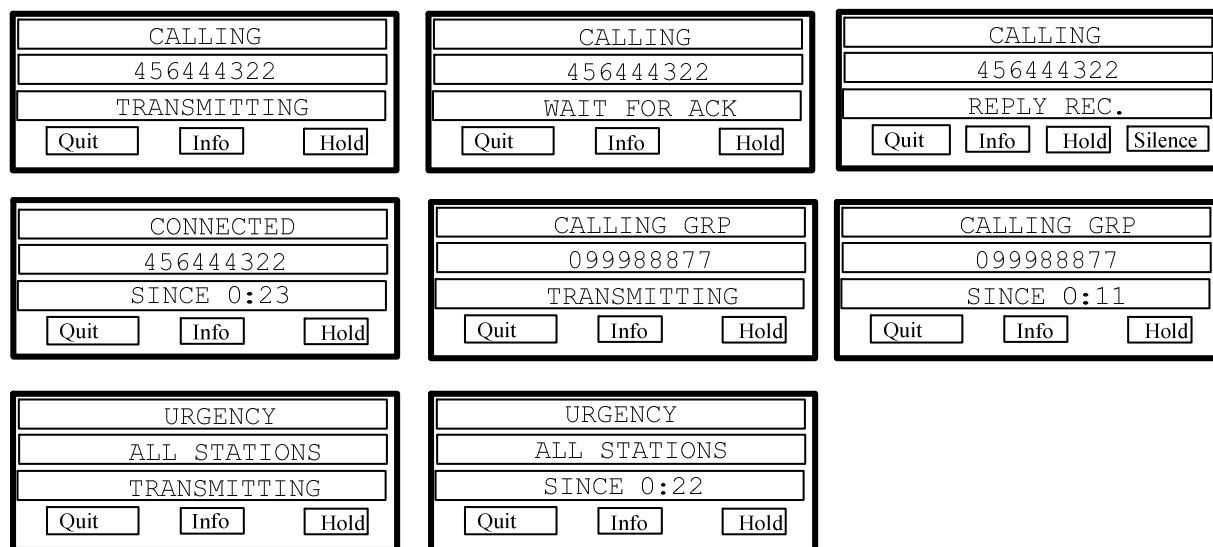 CALLING
456444322
TRANSMITTING
Quit Info Hold
CALLING
456444322
WAIT FOR ACK
Quit Info Hold
CALLING
456444322
REPLY REC.
Quit Info Hold Silence
CONNECTED
456444322
SINCE 0:23
Quit Info Hold
CALLING GRP
099988877
TRANSMITTING
Quit Info Hold
CALLING GRP
099988877
SINCE 0:11
Quit Info Hold
URGENCY
ALL STATIONS
TRANSMITTING
Quit Info Hold
URGENCY
ALL STATIONS
SINCE 0:22
Quit Info Hold